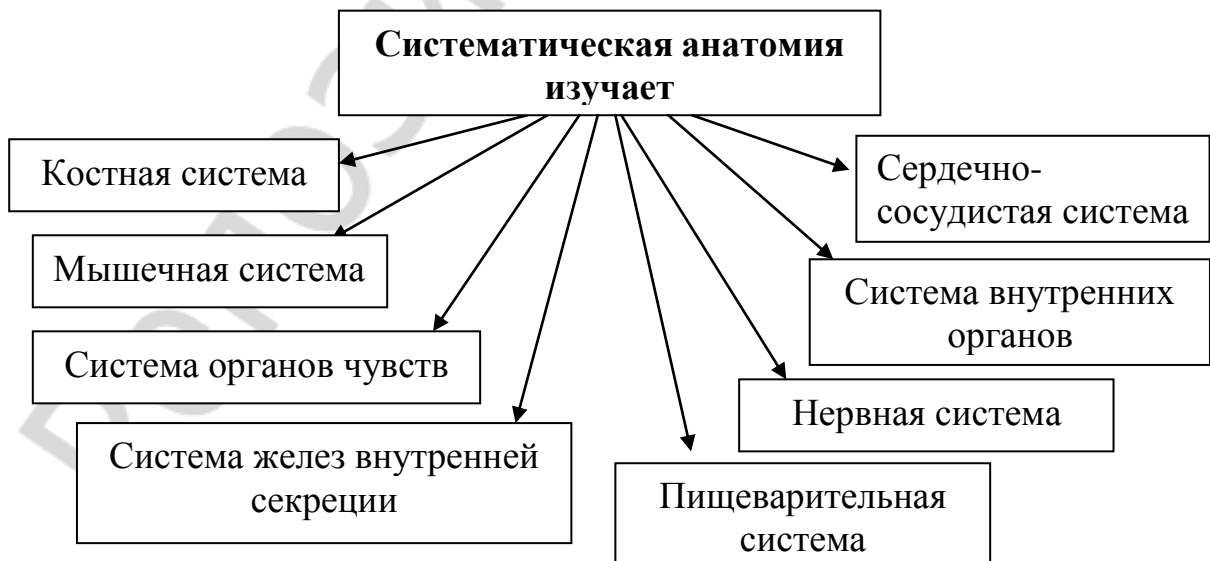 Систематическая анатомия
изучает
Костная система
Сердечно-
сосудистая система
Мышечная система
Система внутренних
органов
Система органов чувств
Нервная система
Система желез внутренней
секреции
Пищеварительная
система